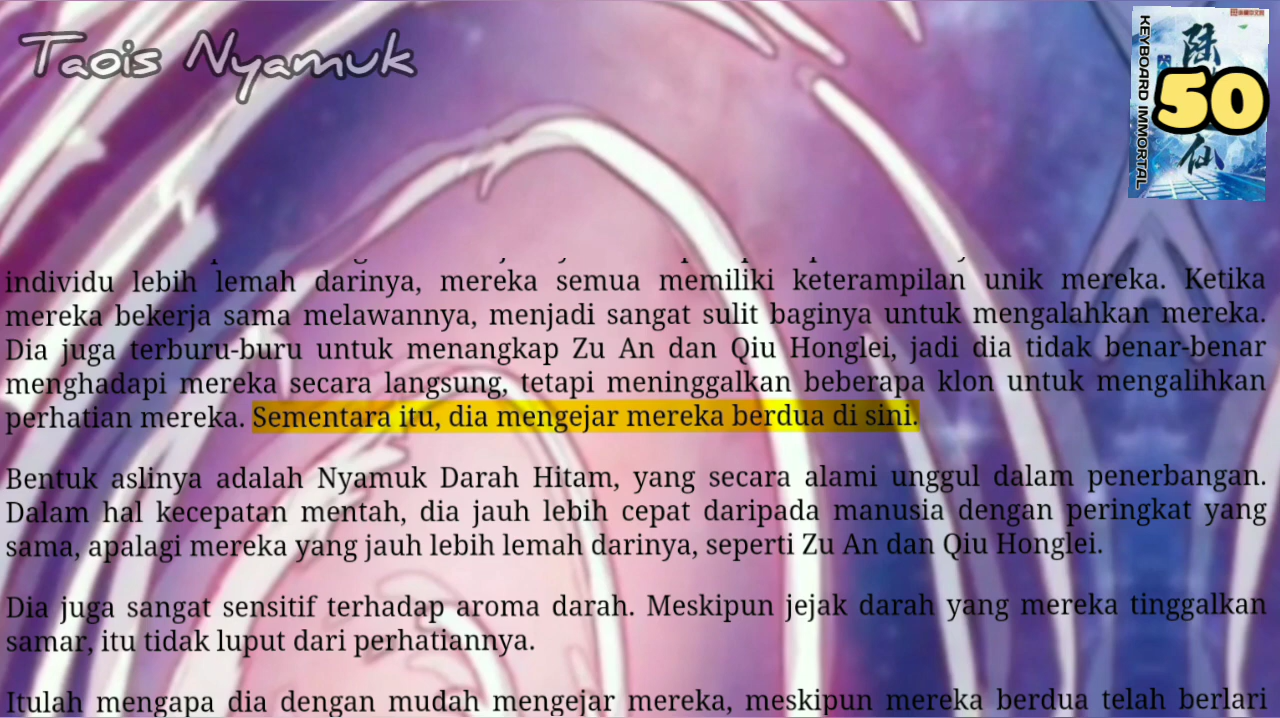 Taois Nyamuk
KEYBOARD IMMORTAL
陆
仙
50
individu lebih lemah darinya, mereka semua memiliki keterampilan unik mereka. Ketika
mereka bekerja sama melawannya, menjadi sangat sulit baginya untuk mengalahkan mereka.
Dia juga terburu-buru untuk menangkap Zu An dan Qiu Honglei, jadi dia tidak benar-benar
menghadapi mereka secara langsung, tetapi meninggalkan beberapa klon untuk mengalihkan
perhatian mereka. Sementara itu, dia mengejar mereka berdua di sini.
Bentuk aslinya adalah Nyamuk Darah Hitam, yang secara alami unggul dalam penerbangan.
Dalam hal kecepatan mentah, dia jauh lebih cepat daripada manusia dengan peringkat yang
sama, apalagi mereka yang jauh lebih lemah darinya, seperti Zu An dan Qiu Honglei.
Dia juga sangat sensitif terhadap aroma darah. Meskipun jejak darah yang mereka tinggalkan
samar, itu tidak luput dari perhatiannya.
Itulah mengapa dia dengan mudah mengejar mereka, meskipun mereka berdua telah berlari